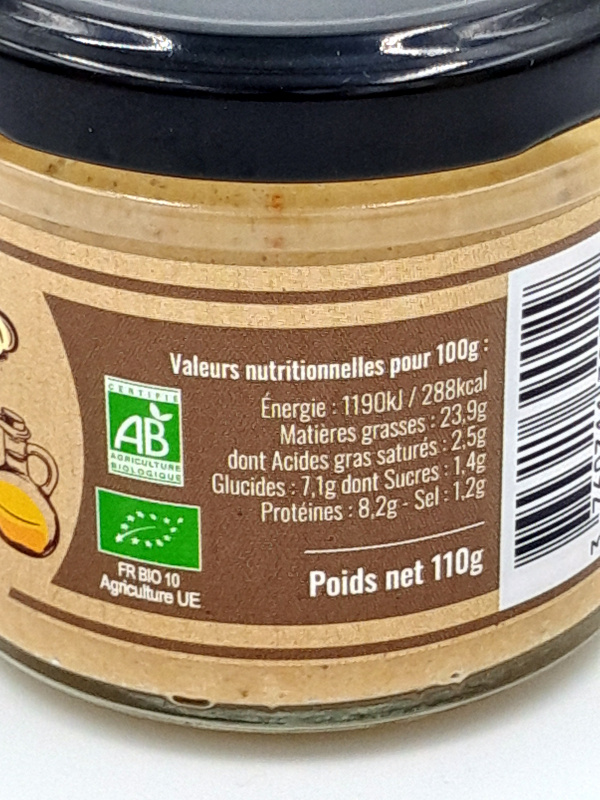 Valeurs nutritionnelles pour 100g :
Énergie : 1190kJ / 288kcal
Matières grasses : 23,9g
dont Acides gras saturés : 2,5g
Glucides : 7,1g dont Sucres : 1,4g
Protéines : 8,2g - Sel : 1,2g
Poids net 110g
CERTIFIÉ
AB
AGRICULTURE
BIOLOGIQUE
FR BIO 10
Agriculture UE